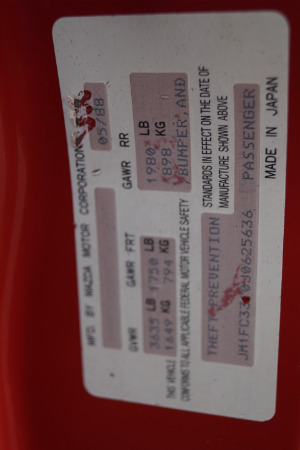 MFD. BY MAZDA MOTOR CORPORATION
05/88
GVWR GAWR FRT GAWR RR
3635 LB 1750 LB 1980 LB
1649 KG 794 KG 898 KG
THIS VEHICLE CONFORMS TO ALL APPLICABLE FEDERAL MOTOR VEHICLE SAFETY
BUMPER, AND
THEFT PREVENTION STANDARDS IN EFFECT ON THE DATE OF MANUFACTURE SHOWN ABOVE
PASSENGER
MADE IN JAPAN